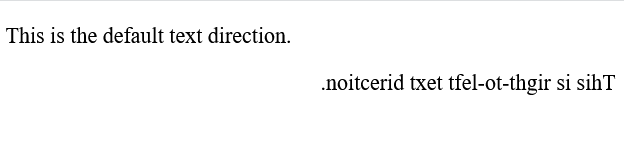 This is the default text direction.
.noitcerid txet tfel-ot-thgir si sihT